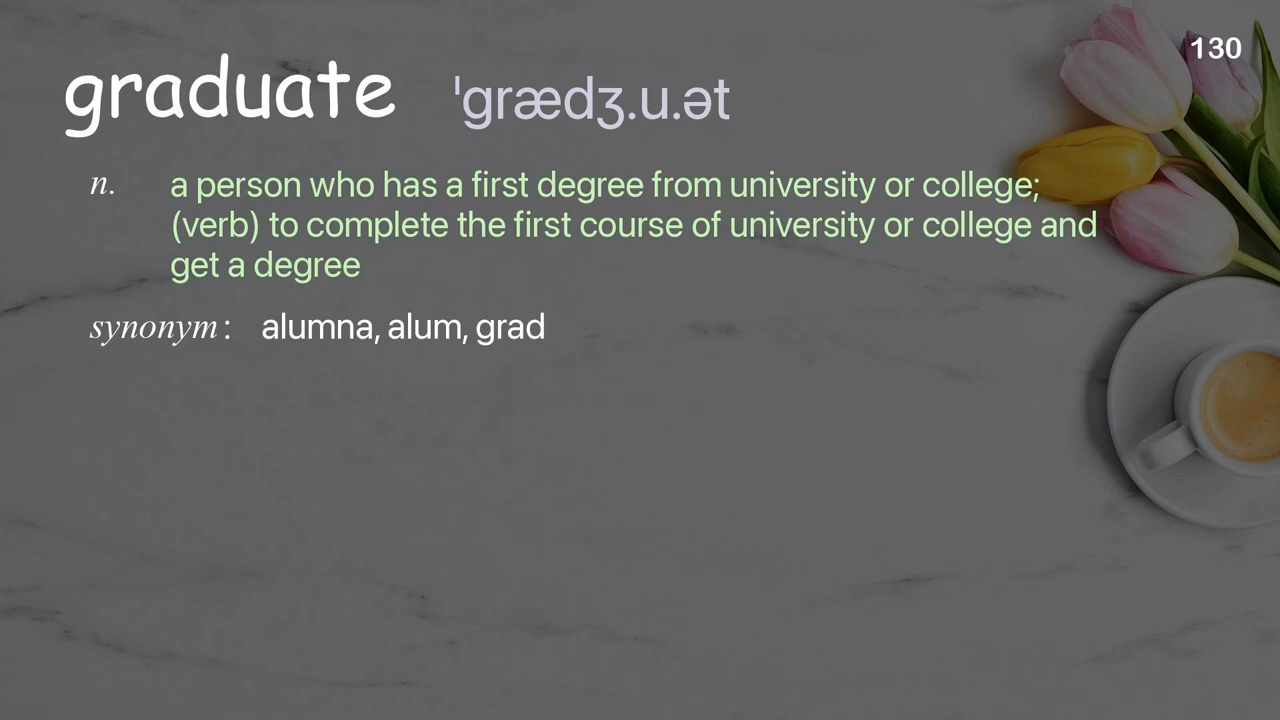 130
graduate ˈɡrædʒ.u.ət
n. a person who has a first degree from university or college;
(verb) to complete the first course of university or college and
get a degree
synonym: alumna, alum, grad